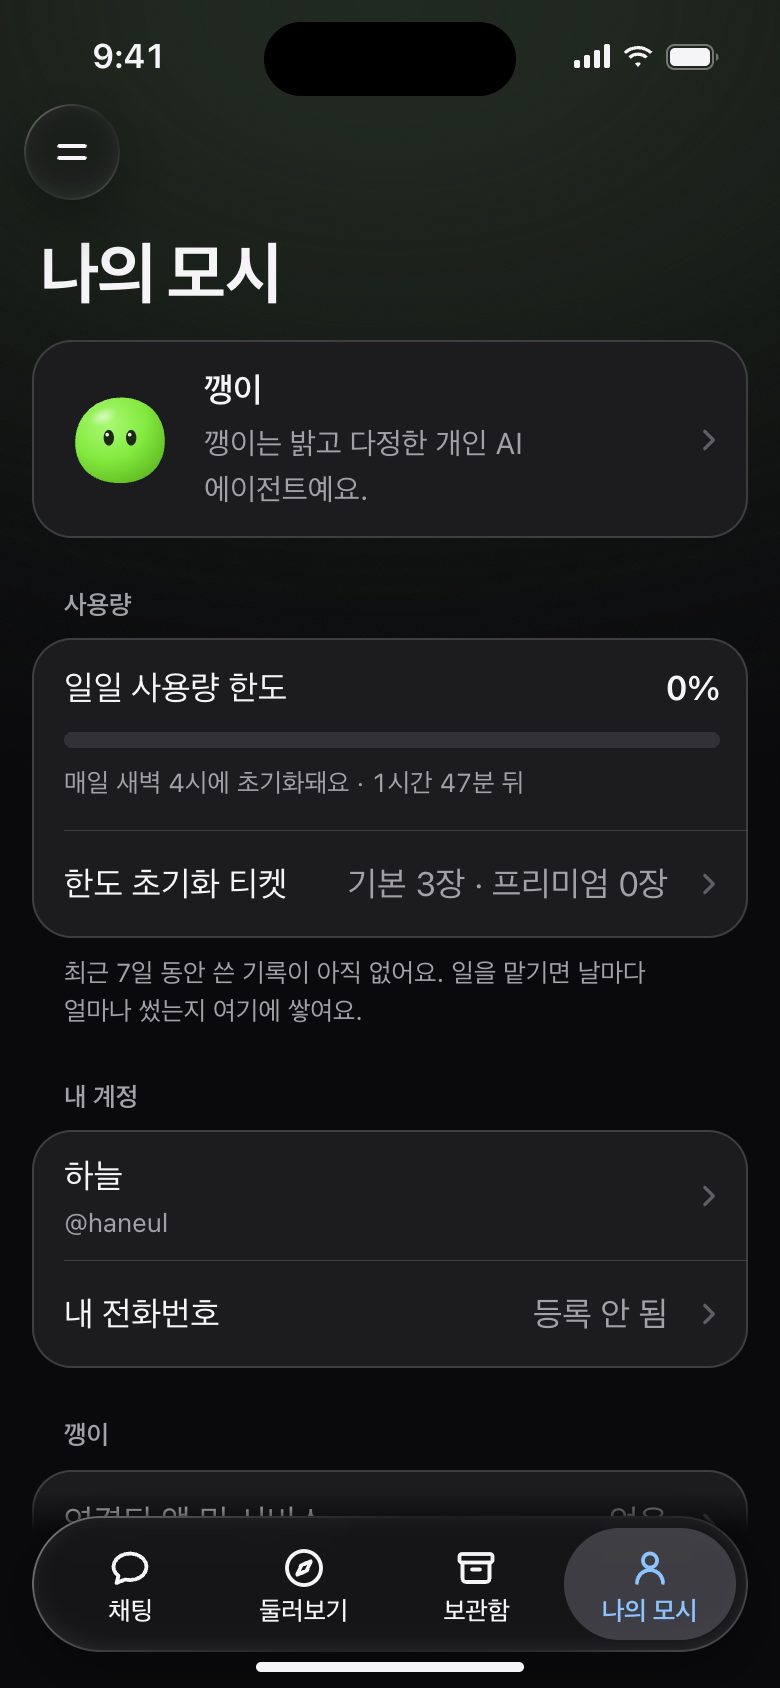 9:41
나의 모시
깽이
깽이는 밝고 다정한 개인 AI
에이전트예요.
사용량
일일 사용량 한도 0%
매일 새벽 4시에 초기화돼요 · 1시간 47분 뒤
한도 초기화 티켓 기본 3장 · 프리미엄 0장
최근 7일 동안 쓴 기록이 아직 없어요. 일을 맡기면 날마다
얼마나 썼는지 여기에 쌓여요.
내 계정
하늘
@haneul
내 전화번호 등록 안 됨
깽이
채팅 둘러보기 보관함 나의 모시